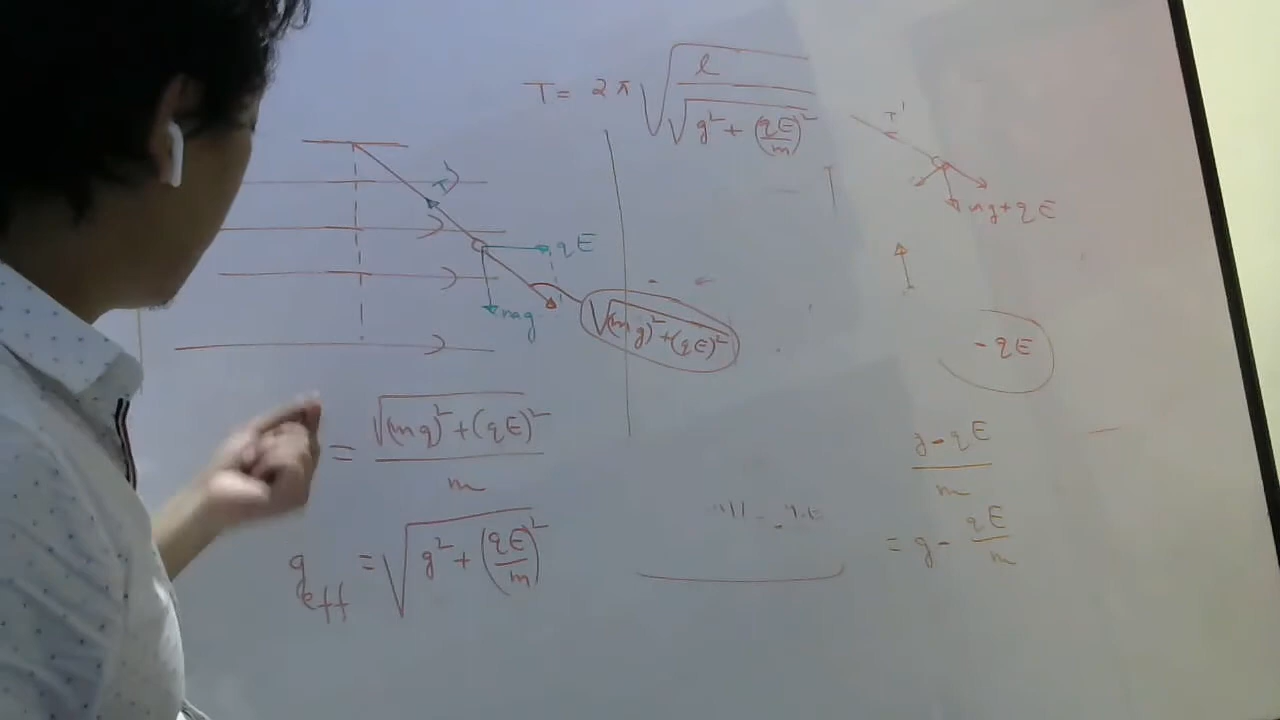 T = 2π √(l / √(g² + (qE/m)²))
T'
mg + qE
qE
mg
√((mg)² + (qE)²)
- qE
= √((mg)² + (qE)²) / m
g - qE / m
g_eff = √(g² + (qE/m)²)
= g - qE/m